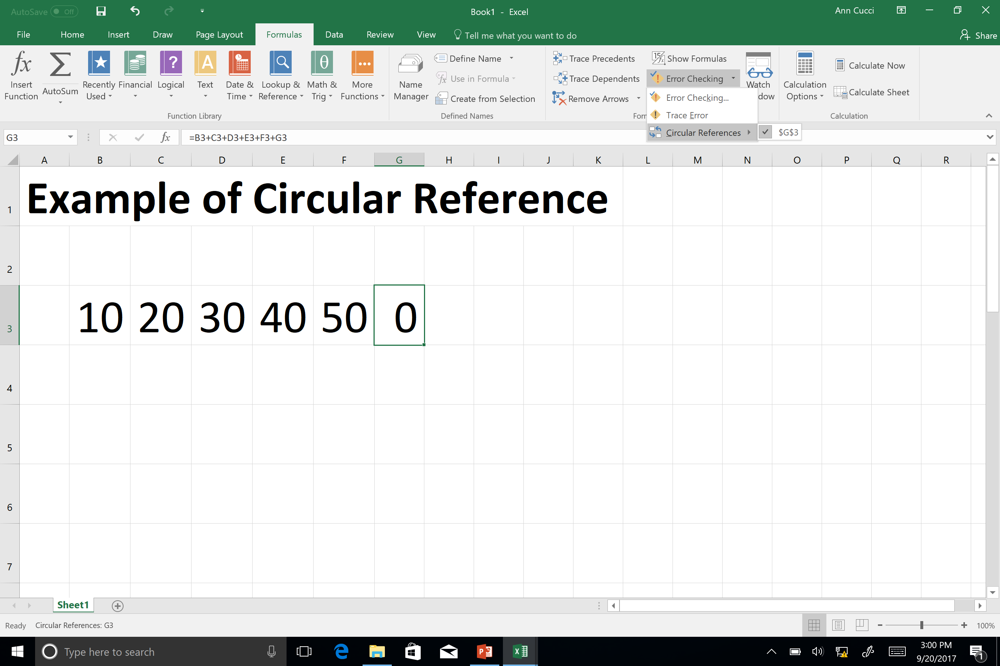 AutoSave Off
Book1 - Excel
Ann Cucci
File Home Insert Draw Page Layout Formulas Data Review View Tell me what you want to do Share
fx
Insert Function
AutoSum
Recently Used
Financial
?
Logical
A
Text
Date & Time
Lookup & Reference
θ
Math & Trig
More Functions
Function Library
Name Manager
Define Name
Use in Formula
Create from Selection
Defined Names
Trace Precedents
Trace Dependents
Remove Arrows
Show Formulas
Error Checking
Error Checking...
Trace Error
Circular References
$G$3
Form
Watch
dow
Calculation Options
Calculate Now
Calculate Sheet
Calculation
G3 fx =B3+C3+D3+E3+F3+G3
A B C D E F G H I J K L M N O P Q R
1 Example of Circular Reference
2
3 10 20 30 40 50 0
4
5
6
7
Sheet1
Ready Circular References: G3 100%
Type here to search
3:00 PM
9/20/2017
1